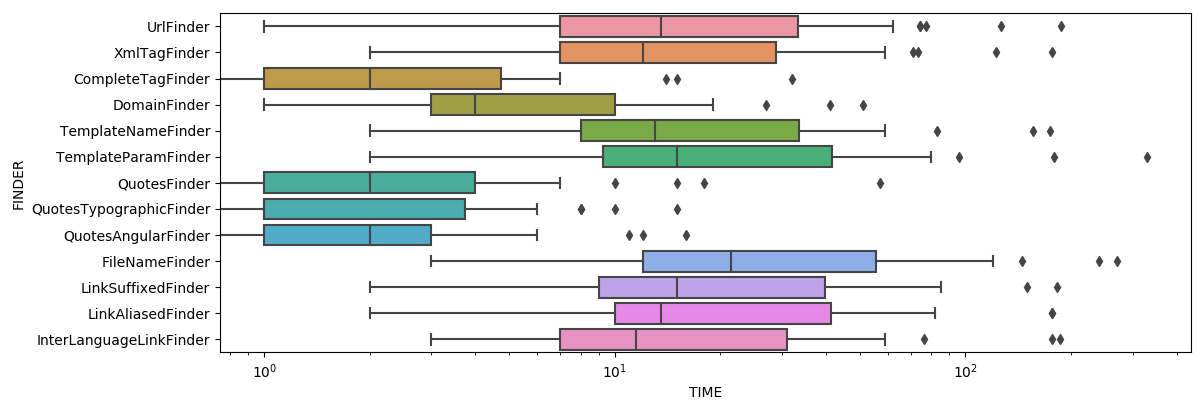 UrlFinder
XmlTagFinder
CompleteTagFinder
DomainFinder
TemplateNameFinder
TemplateParamFinder
QuotesFinder
QuotesTypographicFinder
QuotesAngularFinder
FileNameFinder
LinkSuffixedFinder
LinkAliasedFinder
InterLanguageLinkFinder
FINDER
10⁰ 10¹ 10²
TIME